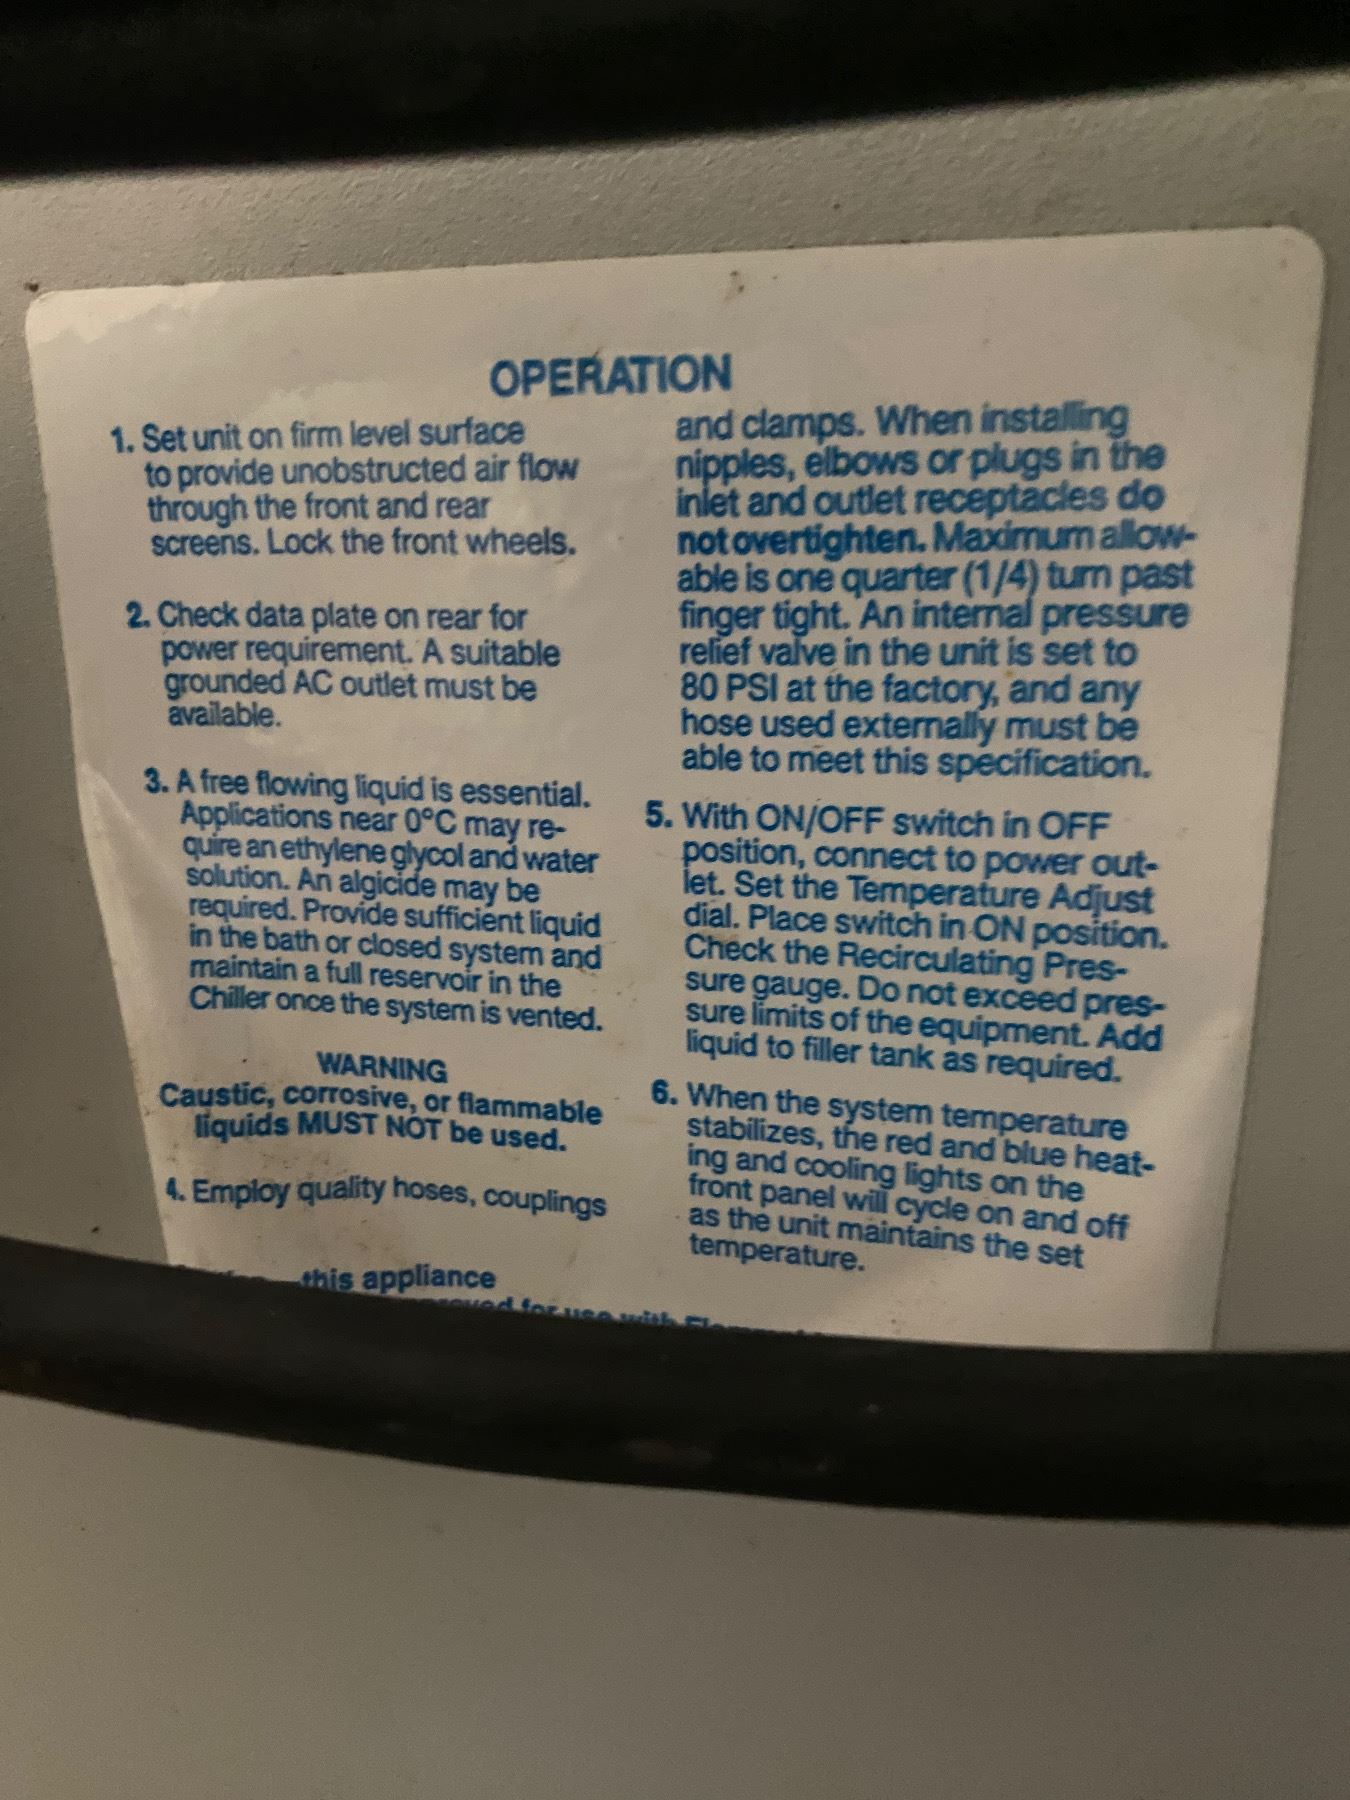 OPERATION
1. Set unit on firm level surface
to provide unobstructed air flow
through the front and rear
screens. Lock the front wheels.
2. Check data plate on rear for
power requirement. A suitable
grounded AC outlet must be
available.
3. A free flowing liquid is essential.
Applications near 0°C may re-
quire an ethylene glycol and water
solution. An algicide may be
required. Provide sufficient liquid
in the bath or closed system and
maintain a full reservoir in the
Chiller once the system is vented.
WARNING
Caustic, corrosive, or flammable
liquids MUST NOT be used.
4. Employ quality hoses, couplings
and clamps. When installing
nipples, elbows or plugs in the
inlet and outlet receptacles do
not overtighten. Maximum allow-
able is one quarter (1/4) turn past
finger tight. An internal pressure
relief valve in the unit is set to
80 PSI at the factory, and any
hose used externally must be
able to meet this specification.
5. With ON/OFF switch in OFF
position, connect to power out-
let. Set the Temperature Adjust
dial. Place switch in ON position.
Check the Recirculating Pres-
sure gauge. Do not exceed pres-
sure limits of the equipment. Add
liquid to filler tank as required.
6. When the system temperature
stabilizes, the red and blue heat-
ing and cooling lights on the
front panel will cycle on and off
as the unit maintains the set
temperature.
this appliance
for use with